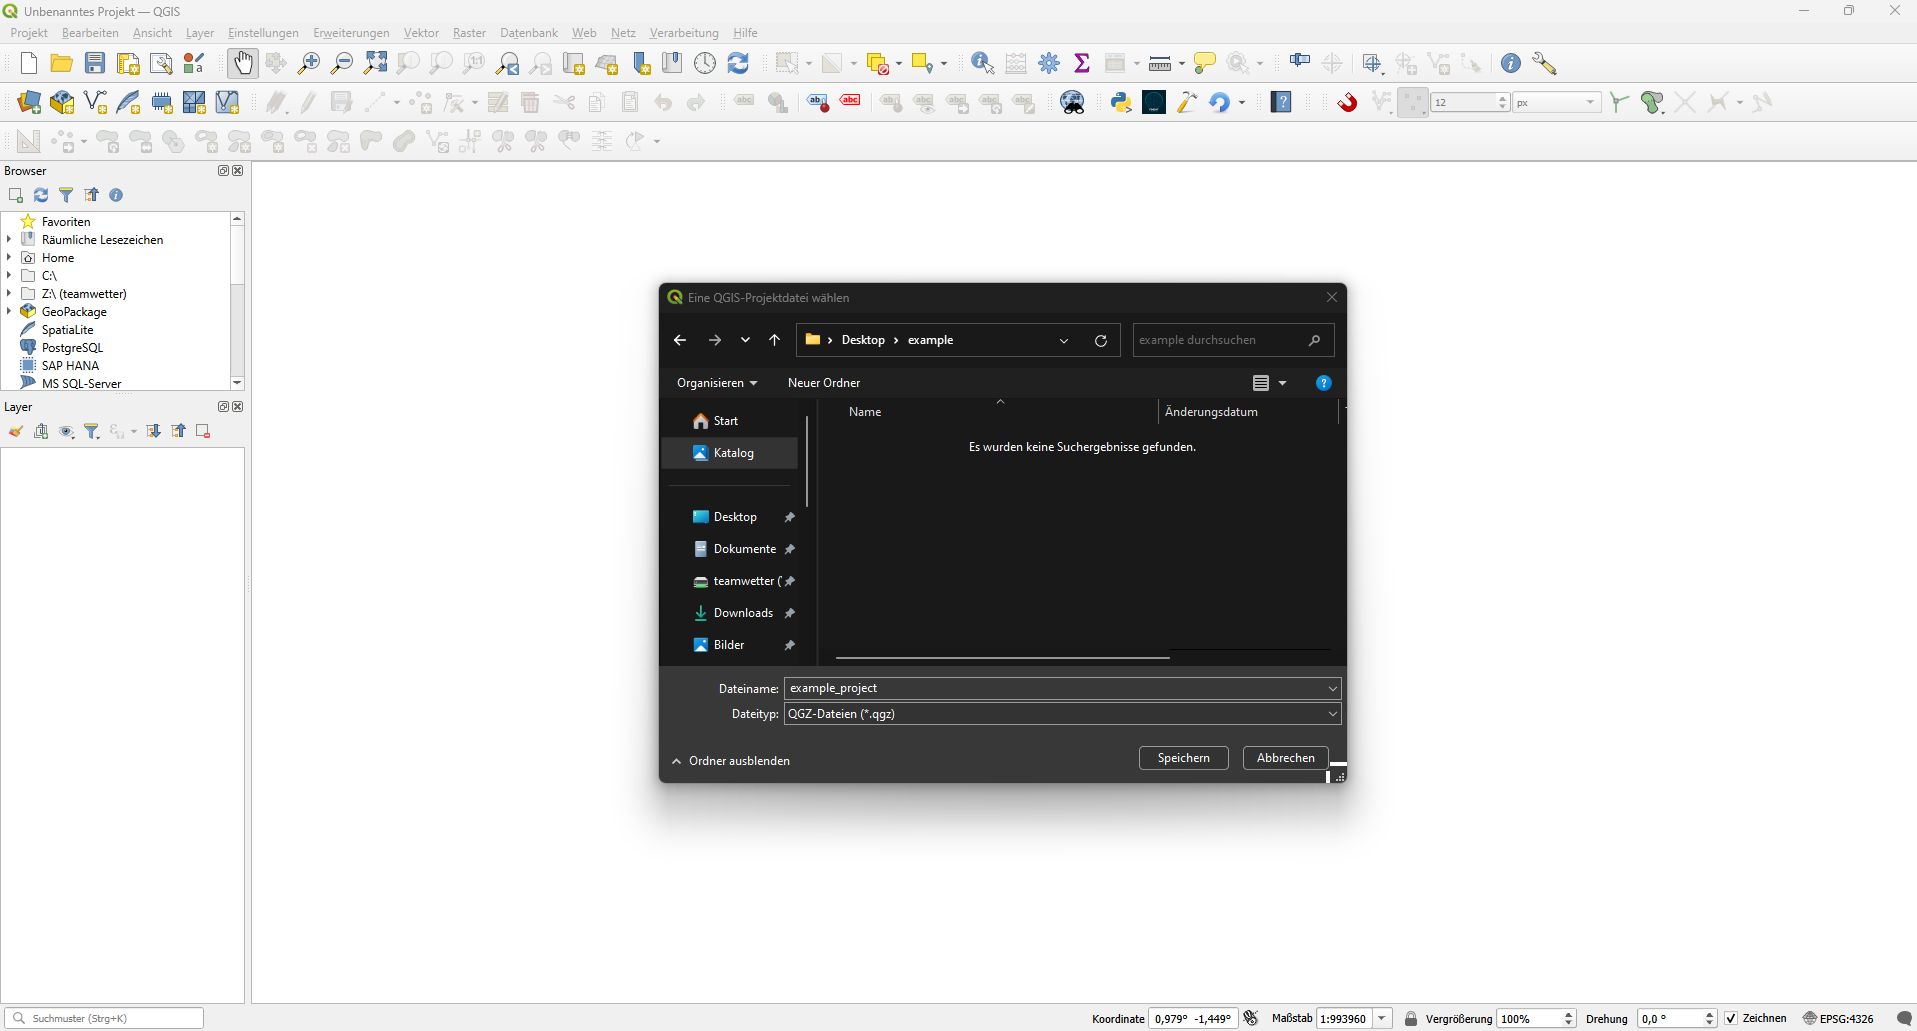 Unbenanntes Projekt — QGIS
Projekt Bearbeiten Ansicht Layer Einstellungen Erweiterungen Vektor Raster Datenbank Web Netz Verarbeitung Hilfe
12 px
Browser
Favoriten
Räumliche Lesezeichen
Home
C:\
Z:\ (teamwetter)
GeoPackage
SpatiaLite
PostgreSQL
SAP HANA
MS SQL-Server
Layer
Eine QGIS-Projektdatei wählen
Desktop › example
example durchsuchen
Organisieren Neuer Ordner
Name Änderungsdatum
Es wurden keine Suchergebnisse gefunden.
Start
Katalog
Desktop
Dokumente
teamwetter (
Downloads
Bilder
Dateiname: example_project
Dateityp: QGZ-Dateien (*.qgz)
Ordner ausblenden
Speichern Abbrechen
Suchmuster (Strg+K)
Koordinate 0,979° -1,449° Maßstab 1:993960 Vergrößerung 100% Drehung 0,0 ° Zeichnen EPSG:4326